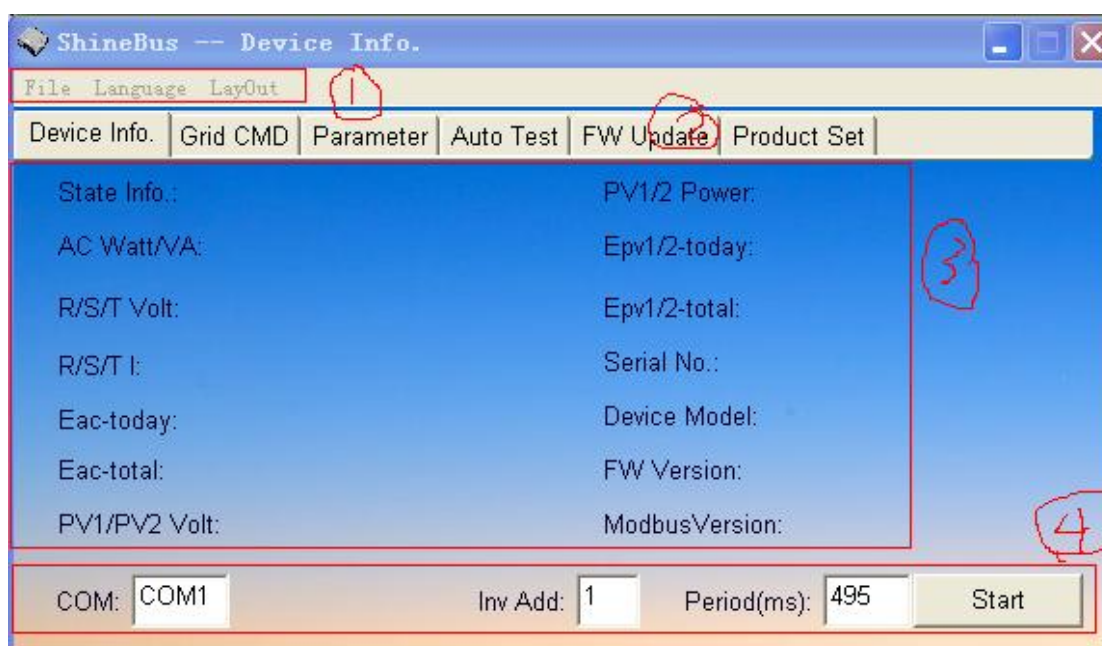 ShineBus -- Device Info.
File Language LayOut
1
Device Info. Grid CMD Parameter Auto Test FW Update Product Set
2
State Info.: PV1/2 Power:
AC Watt/VA: Epv1/2-today:
3
R/S/T Volt: Epv1/2-total:
R/S/T I: Serial No.:
Eac-today: Device Model:
Eac-total: FW Version:
PV1/PV2 Volt: ModbusVersion:
4
COM: COM1 Inv Add: 1 Period(ms): 495 Start